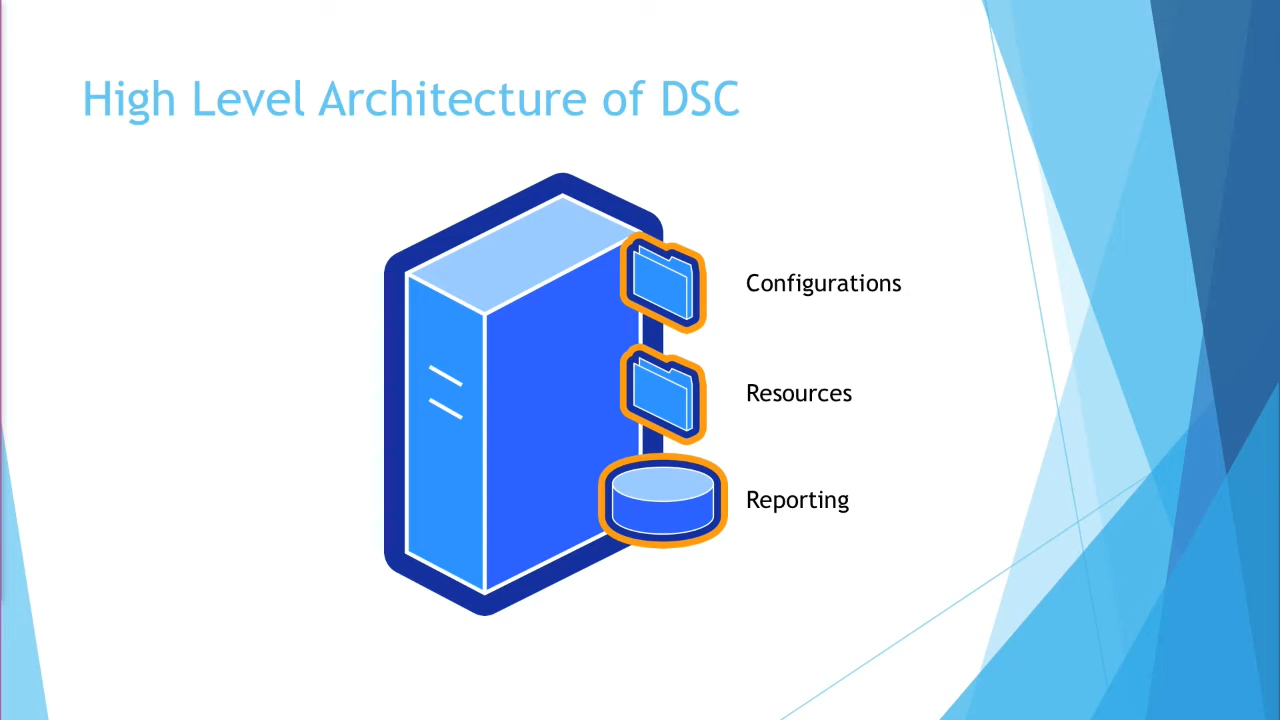 High Level Architecture of DSC
Configurations
Resources
Reporting